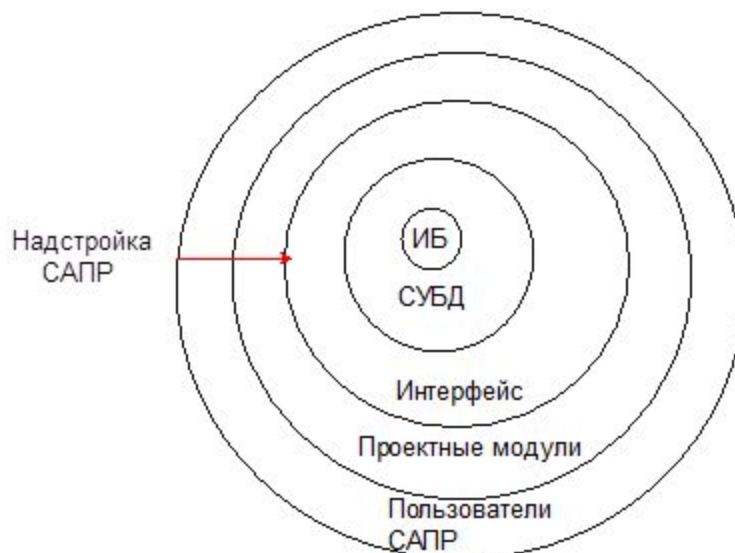 Надстройка
САПР
ИБ
СУБД
Интерфейс
Проектные модули
Пользователи
САПР